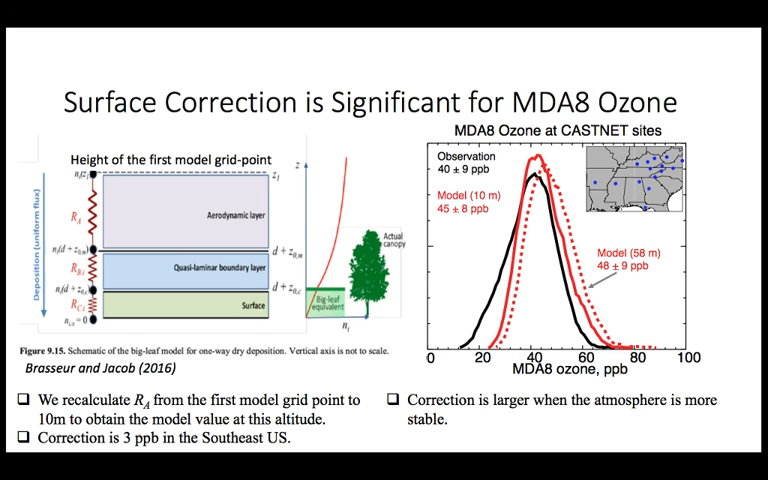 Surface Correction is Significant for MDA8 Ozone
Height of the first model grid-point
Deposition (uniform flux)
Aerodynamic layer
Quasi-laminar boundary layer
Surface
z
z₁
d + z₀,ₘ
d + z₀,c
Actual
canopy
Big-leaf
equivalent
nᵢ
Figure 9.15. Schematic of the big-leaf model for one-way dry deposition. Vertical axis is not to scale.
Brasseur and Jacob (2016)
MDA8 Ozone at CASTNET sites
Observation
40 ± 9 ppb
Model (10 m)
45 ± 8 ppb
Model (58 m)
48 ± 9 ppb
0 20 40 60 80 100
MDA8 ozone, ppb
❑ We recalculate R_A from the first model grid point to
10m to obtain the model value at this altitude.
❑ Correction is 3 ppb in the Southeast US.
❑ Correction is larger when the atmosphere is more
stable.